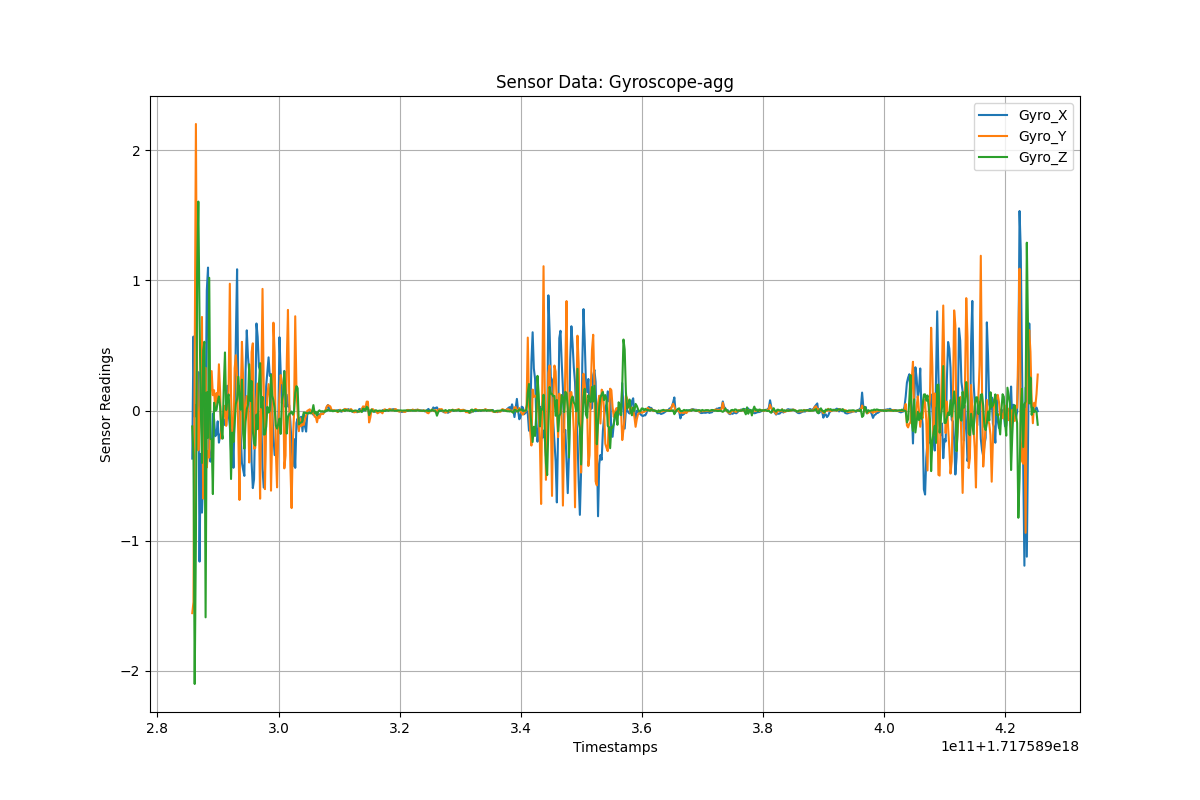 Sensor Data: Gyroscope-agg
Gyro_X
Gyro_Y
Gyro_Z
Sensor Readings
2
1
0
−1
−2
2.8 3.0 3.2 3.4 3.6 3.8 4.0 4.2
1e11+1.717589e18
Timestamps